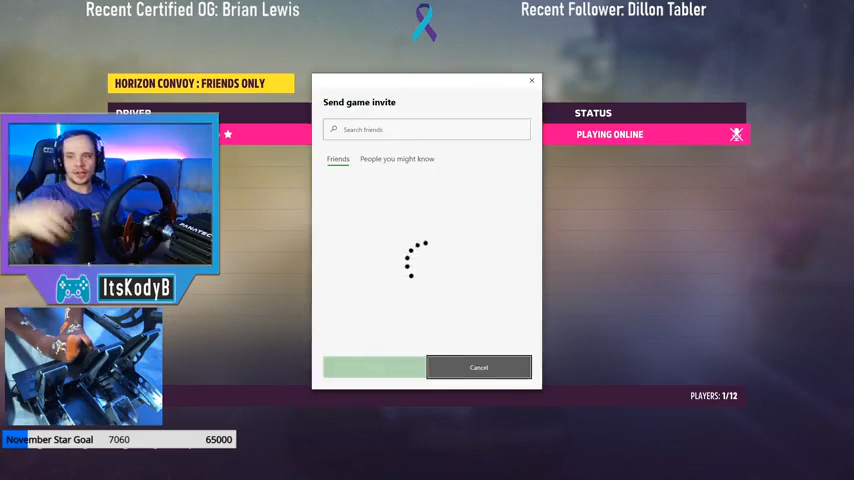 Recent Certified OG: Brian Lewis
Recent Follower: Dillon Tabler
HORIZON CONVOY : FRIENDS ONLY
Send game invite
DRIVER
STATUS
Search friends
PLAYING ONLINE
Friends
People you might know
FANATEC
ItsKodyB
Cancel
PLAYERS: 1/12
November Star Goal
7060
65000